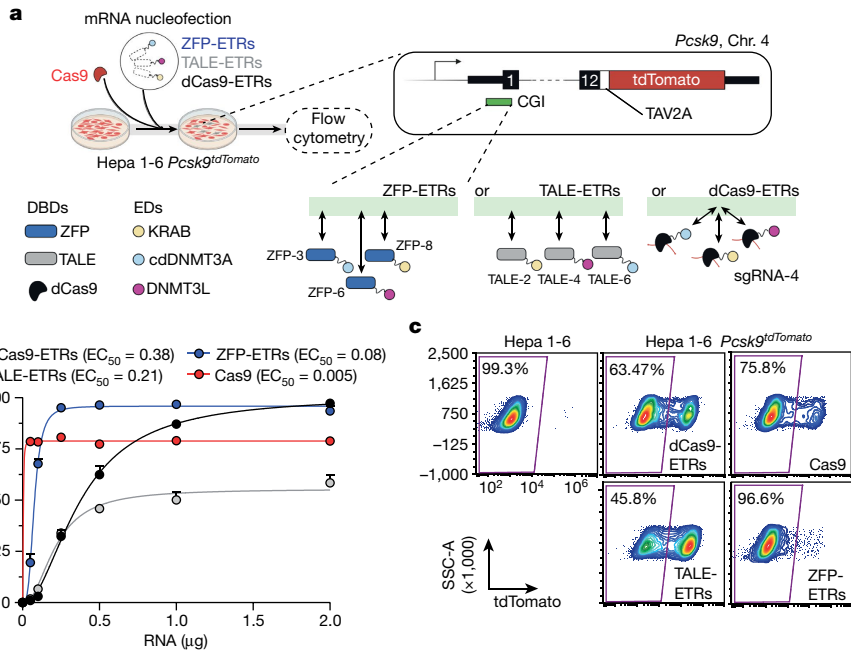 a
mRNA nucleofection
ZFP-ETRs
TALE-ETRs
dCas9-ETRs
Cas9
Flow
cytometry
Hepa 1-6 Pcsk9tdTomato
Pcsk9, Chr. 4
1
12
tdTomato
CGI
TAV2A
DBDs
EDs
ZFP
KRAB
TALE
cdDNMT3A
dCas9
DNMT3L
ZFP-ETRs
or
TALE-ETRs
or
dCas9-ETRs
ZFP-3
ZFP-8
ZFP-6
TALE-2
TALE-4
TALE-6
sgRNA-4
Cas9-ETRs (EC50 = 0.38)
ZFP-ETRs (EC50 = 0.08)
ALE-ETRs (EC50 = 0.21)
Cas9 (EC50 = 0.005)
00
75
50
25
0
0
0.5
1.0
1.5
2.0
RNA (µg)
c
Hepa 1-6
Hepa 1-6 Pcsk9tdTomato
2,500
1,625
750
−125
−1,000
99.3%
63.47%
75.8%
dCas9-
ETRs
Cas9
10² 10⁴ 10⁶
45.8%
96.6%
TALE-
ETRs
ZFP-
ETRs
SSC-A
(×1,000)
tdTomato